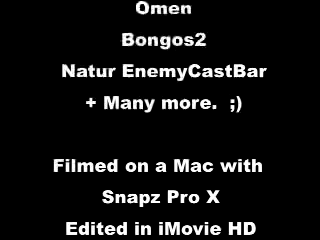 Omen
Bongos2
Natur EnemyCastBar
+ Many more.  ;)
Filmed on a Mac with
Snapz Pro X
Edited in iMovie HD